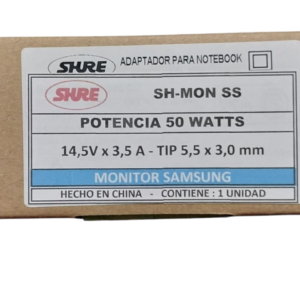 SHURE ADAPTADOR PARA NOTEBOOK
SHURE SH-MON SS
POTENCIA 50 WATTS
14,5V x 3,5 A - TIP 5,5 x 3,0 mm
MONITOR SAMSUNG
HECHO EN CHINA - CONTIENE : 1 UNIDAD